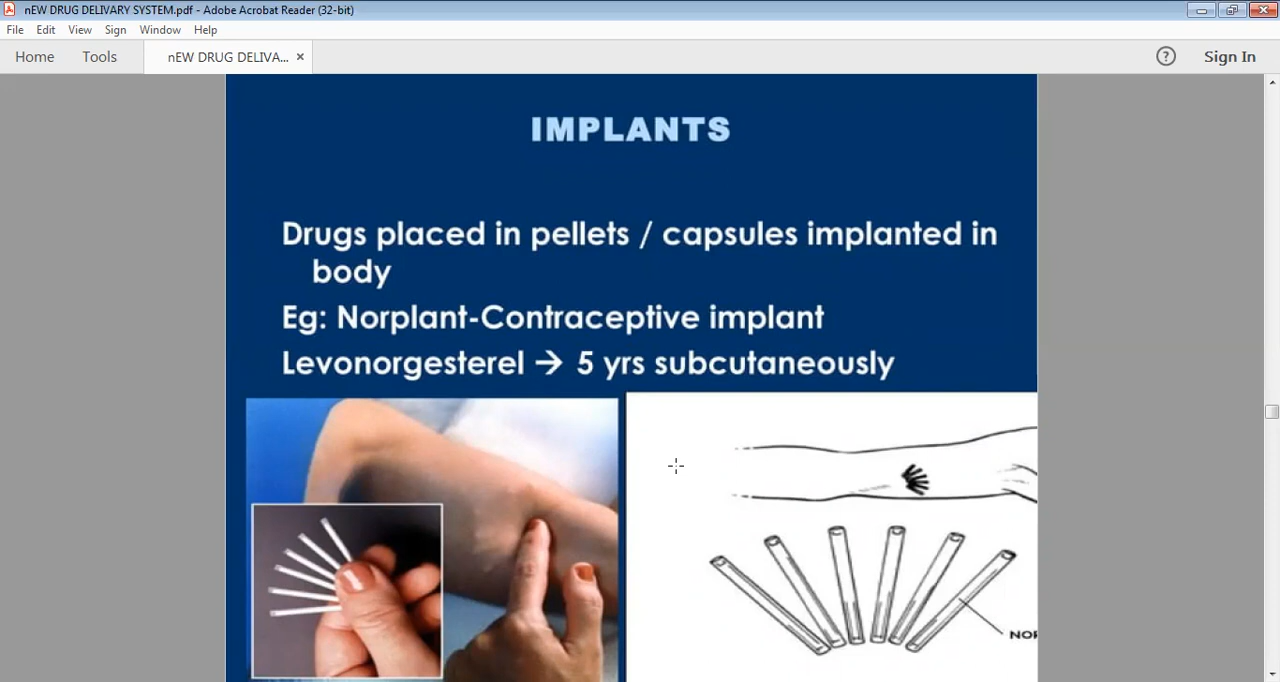 nEW DRUG DELIVARY SYSTEM.pdf - Adobe Acrobat Reader (32-bit)
File Edit View Sign Window Help
Home Tools nEW DRUG DELIVA... × ? Sign In
IMPLANTS
Drugs placed in pellets / capsules implanted in
body
Eg: Norplant-Contraceptive implant
Levonorgesterel → 5 yrs subcutaneously
NOR